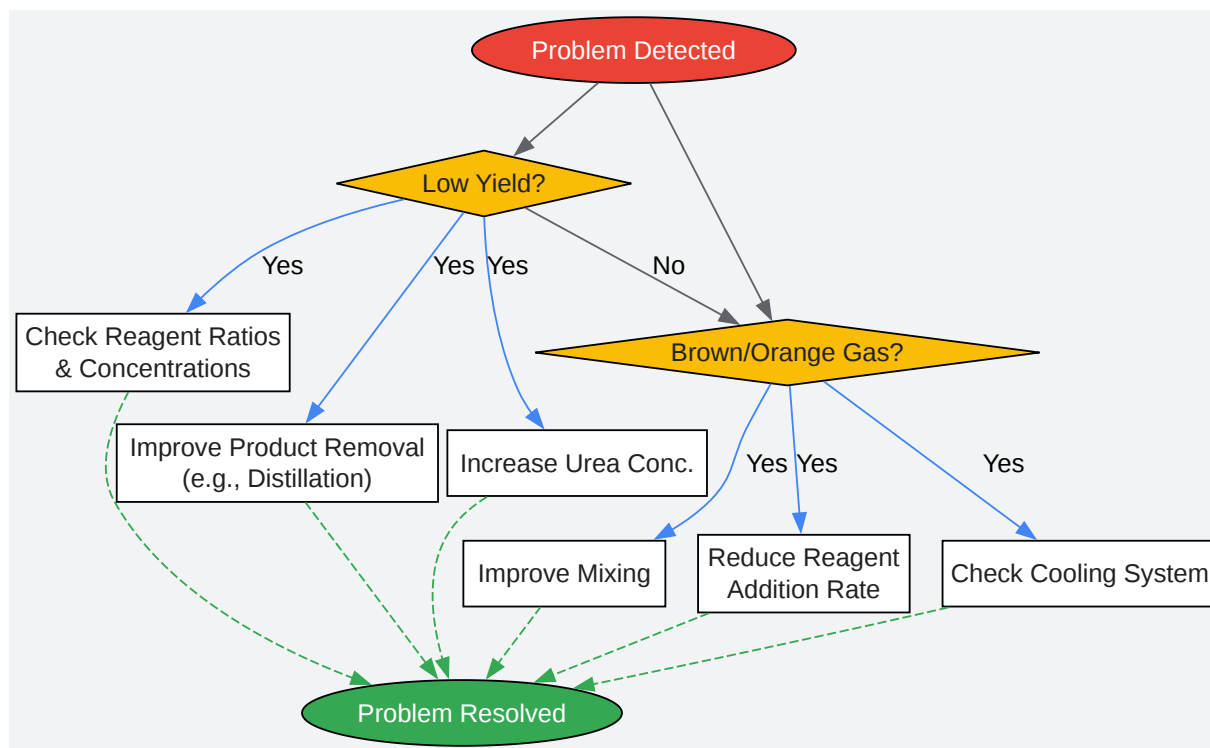 Problem Detected
Low Yield?
Yes
Yes
Yes
No
Check Reagent Ratios
& Concentrations
Brown/Orange Gas?
Improve Product Removal
(e.g., Distillation)
Increase Urea Conc.
Yes
Yes
Yes
Improve Mixing
Reduce Reagent
Addition Rate
Check Cooling System
Problem Resolved